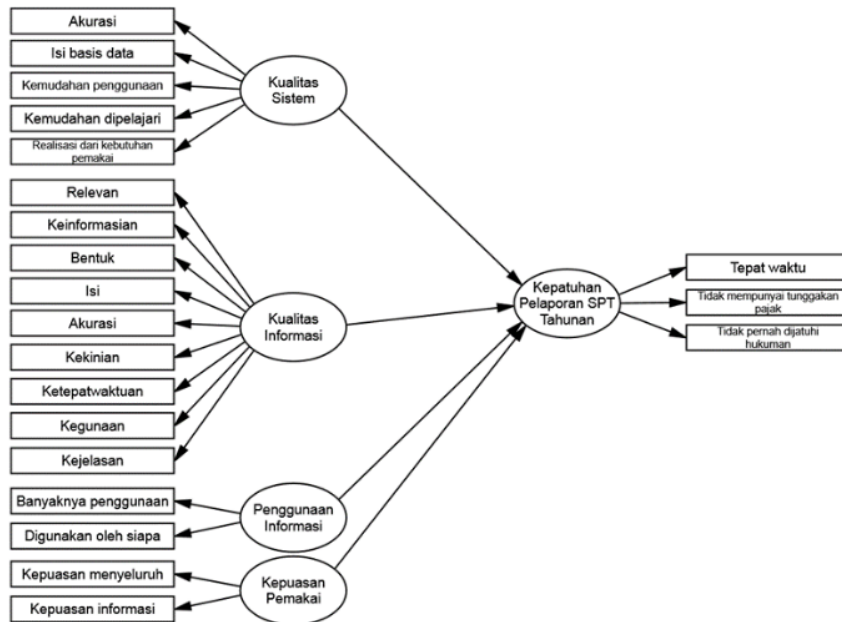 Akurasi
Isi basis data
Kemudahan penggunaan
Kemudahan dipelajari
Realisasi dari kebutuhan
pemakai
Kualitas
Sistem
Relevan
Keinformasian
Bentuk
Isi
Akurasi
Kekinian
Ketepatwaktuan
Kegunaan
Kejelasan
Kualitas
Informasi
Banyaknya penggunaan
Digunakan oleh siapa
Penggunaan
Informasi
Kepuasan menyeluruh
Kepuasan informasi
Kepuasan
Pemakai
Kepatuhan
Pelaporan SPT
Tahunan
Tepat waktu
Tidak mempunyai tunggakan
pajak
Tidak pernah dijatuhi
hukuman